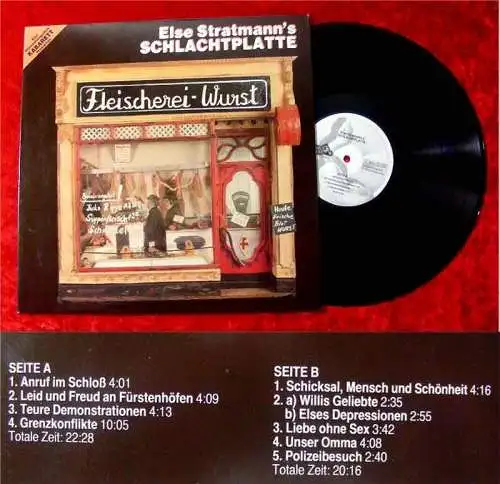 KABARETT
Else Stratmann's
SCHLACHTPLATTE
Fleischerei-Wurst
Heute
frische
Blut
WURST
SEITE A
1. Anruf im Schloß 4:01
2. Leid und Freud an Fürstenhöfen 4:09
3. Teure Demonstrationen 4:13
4. Grenzkonflikte 10:05
Totale Zeit: 22:28
SEITE B
1. Schicksal, Mensch und Schönheit 4:16
2. a) Willis Geliebte 2:35
b) Elses Depressionen 2:55
3. Liebe ohne Sex 3:42
4. Unser Omma 4:08
5. Polizeibesuch 2:40
Totale Zeit: 20:16